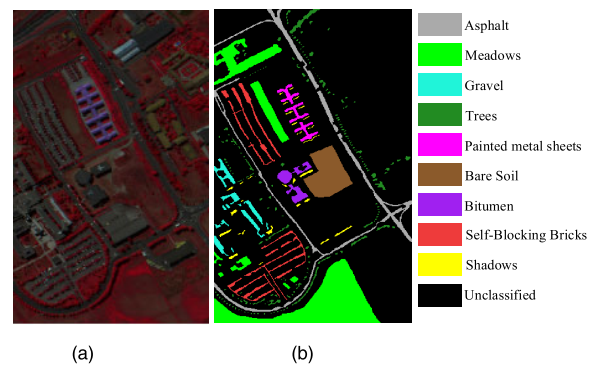 Asphalt
Meadows
Gravel
Trees
Painted metal sheets
Bare Soil
Bitumen
Self-Blocking Bricks
Shadows
Unclassified
(a)
(b)